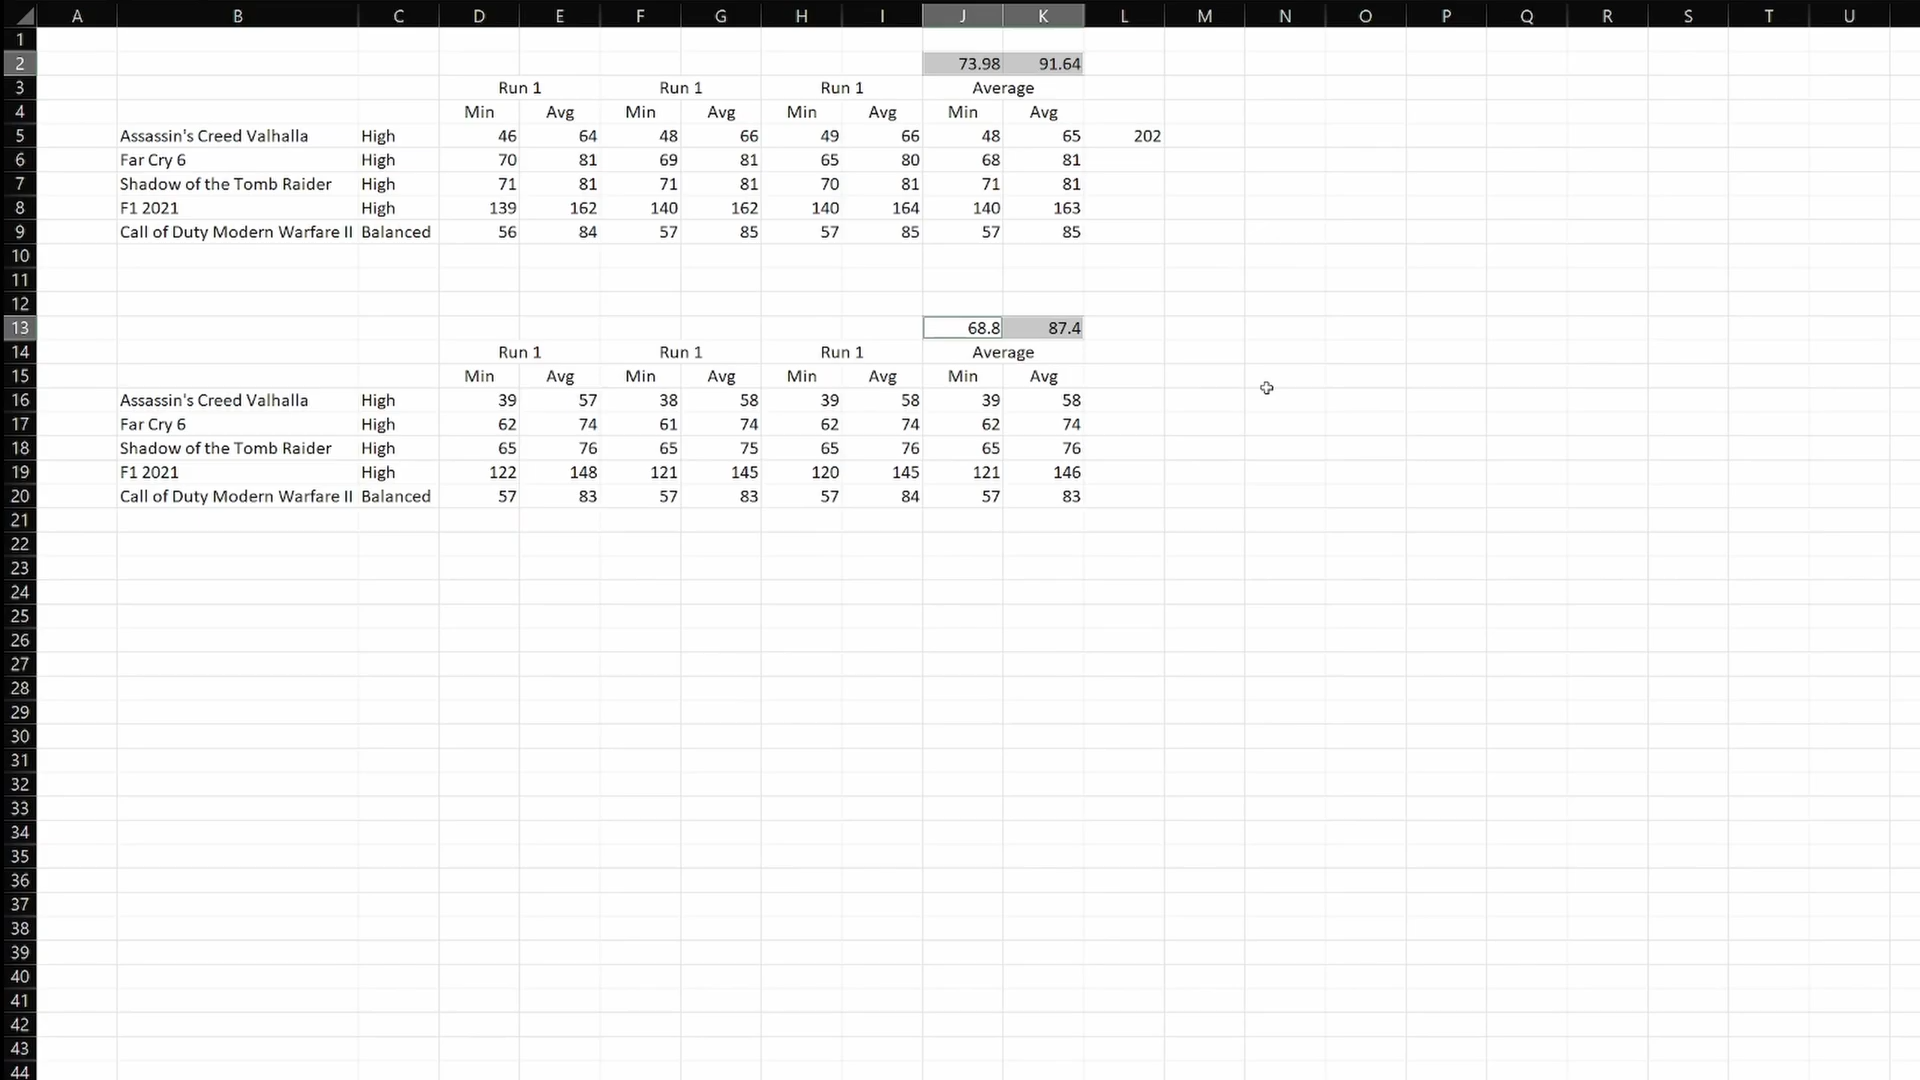 A B C D E F G H I J K L M N O P Q R S T U
1
2 73.98 91.64
3 Run 1 Run 1 Run 1 Average
4 Min Avg Min Avg Min Avg Min Avg
5 Assassin's Creed Valhalla High 46 64 48 66 49 66 48 65 202
6 Far Cry 6 High 70 81 69 81 65 80 68 81
7 Shadow of the Tomb Raider High 71 81 71 81 70 81 71 81
8 F1 2021 High 139 162 140 162 140 164 140 163
9 Call of Duty Modern Warfare II Balanced 56 84 57 85 57 85 57 85
10
11
12
13 68.8 87.4
14 Run 1 Run 1 Run 1 Average
15 Min Avg Min Avg Min Avg Min Avg
16 Assassin's Creed Valhalla High 39 57 38 58 39 58 39 58
17 Far Cry 6 High 62 74 61 74 62 74 62 74
18 Shadow of the Tomb Raider High 65 76 65 75 65 76 65 76
19 F1 2021 High 122 148 121 145 120 145 121 146
20 Call of Duty Modern Warfare II Balanced 57 83 57 83 57 84 57 83
21
22
23
24
25
26
27
28
29
30
31
32
33
34
35
36
37
38
39
40
41
42
43
44